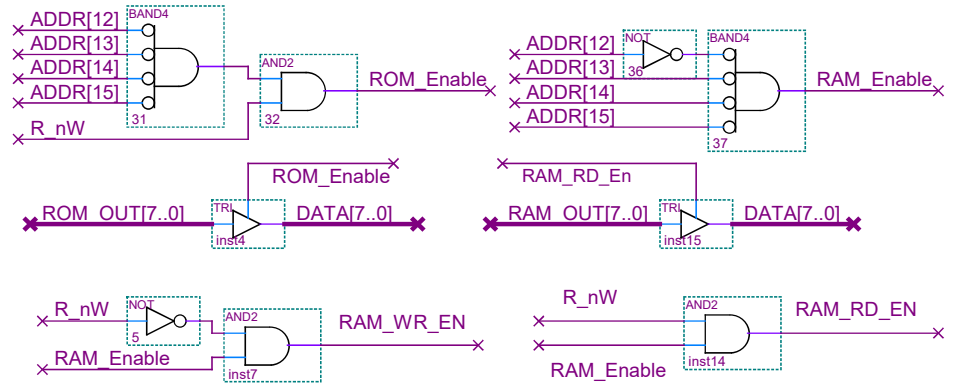 BAND4
ADDR[12]
ADDR[13]
ADDR[14]
ADDR[15]
R_nW
31
AND2
32
ROM_Enable
ADDR[12]
ADDR[13]
ADDR[14]
ADDR[15]
NOT
36
BAND4
37
RAM_Enable
ROM_Enable
ROM_OUT[7..0]
TRI
inst4
DATA[7..0]
RAM_RD_En
RAM_OUT[7..0]
TRI
inst15
DATA[7..0]
R_nW
NOT
5
RAM_Enable
AND2
inst7
RAM_WR_EN
R_nW
RAM_Enable
AND2
inst14
RAM_RD_EN